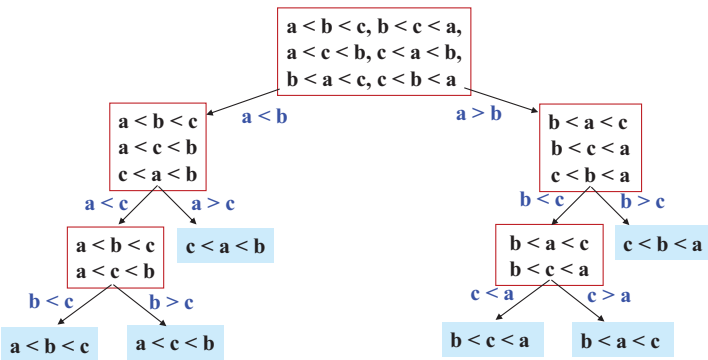 a < b < c, b < c < a,
a < c < b, c < a < b,
b < a < c, c < b < a
a < b
a > b
a < b < c
a < c < b
c < a < b
b < a < c
b < c < a
c < b < a
a < c
a > c
b < c
b > c
a < b < c
a < c < b
c < a < b
b < a < c
b < c < a
c < b < a
b < c
b > c
c < a
c > a
a < b < c
a < c < b
b < c < a
b < a < c